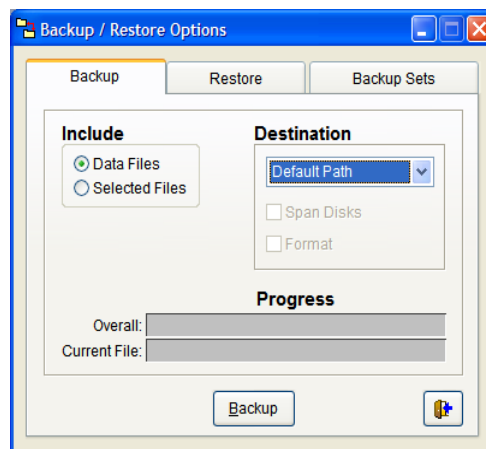 Backup / Restore Options
Backup Restore Backup Sets
Include
Data Files
Selected Files
Destination
Default Path
Span Disks
Format
Progress
Overall:
Current File:
Backup